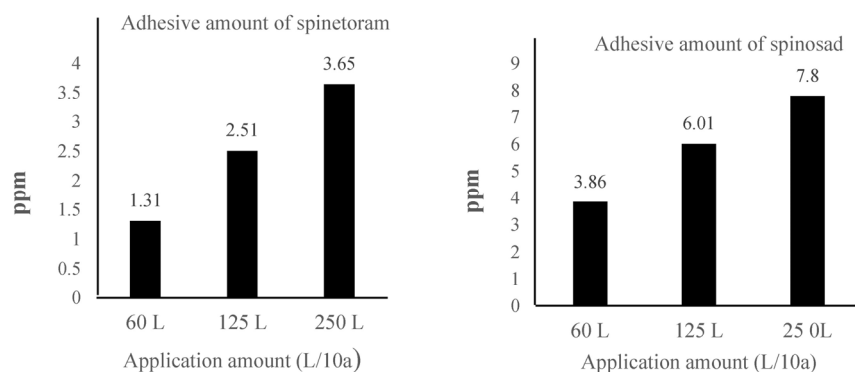 Adhesive amount of spinetoram
4
3.5
3
2.5
2
1.5
1
0.5
0
ppm
1.31
2.51
3.65
60 L
125 L
250 L
Application amount (L/10a)
Adhesive amount of spinosad
9
8
7
6
5
4
3
2
1
0
ppm
3.86
6.01
7.8
60 L
125 L
25 0L
Application amount (L/10a)